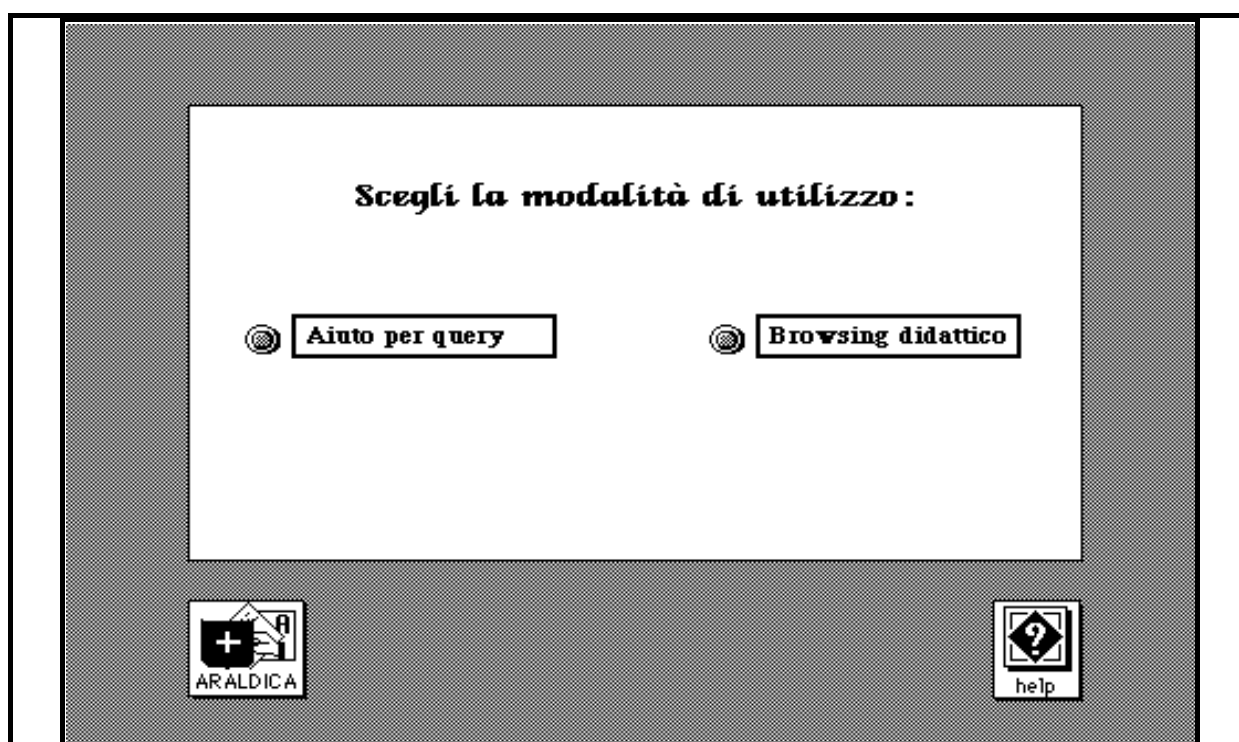 Scegli la modalità di utilizzo:
Aiuto per query
Browsing didattico
A
ARALDICA
?
help